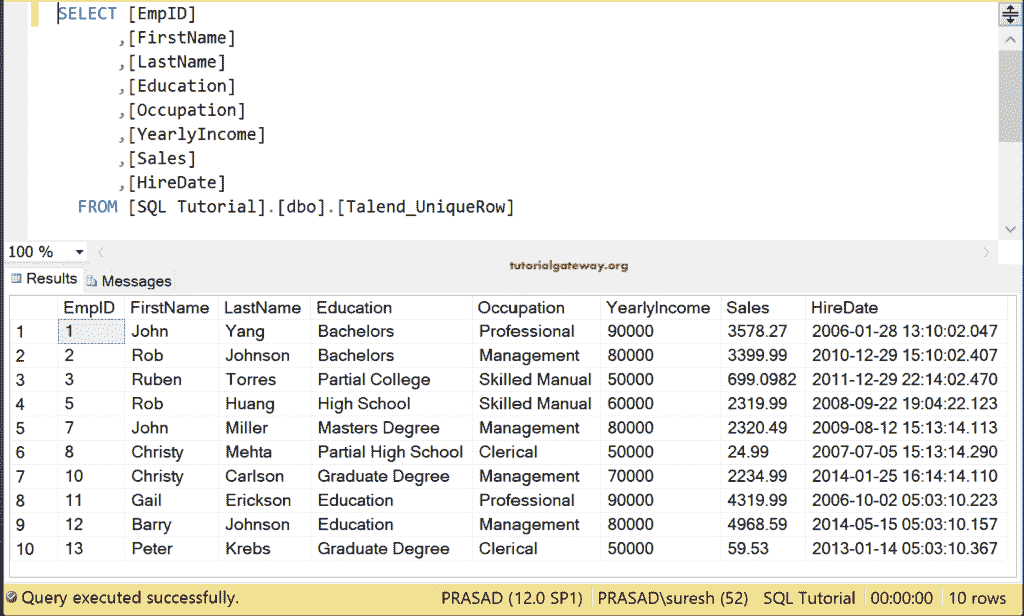 SELECT [EmpID]
,[FirstName]
,[LastName]
,[Education]
,[Occupation]
,[YearlyIncome]
,[Sales]
,[HireDate]
FROM [SQL Tutorial].[dbo].[Talend_UniqueRow]
100 %
tutorialgateway.org
Results Messages
EmpID FirstName LastName Education Occupation YearlyIncome Sales HireDate
1 1 John Yang Bachelors Professional 90000 3578.27 2006-01-28 13:10:02.047
2 2 Rob Johnson Bachelors Management 80000 3399.99 2010-12-29 15:10:02.407
3 3 Ruben Torres Partial College Skilled Manual 50000 699.0982 2011-12-29 22:14:02.470
4 5 Rob Huang High School Skilled Manual 60000 2319.99 2008-09-22 19:04:22.123
5 7 John Miller Masters Degree Management 80000 2320.49 2009-08-12 15:13:14.113
6 8 Christy Mehta Partial High School Clerical 50000 24.99 2007-07-05 15:13:14.290
7 10 Christy Carlson Graduate Degree Management 70000 2234.99 2014-01-25 16:14:14.110
8 11 Gail Erickson Education Professional 90000 4319.99 2006-10-02 05:03:10.223
9 12 Barry Johnson Education Management 80000 4968.59 2014-05-15 05:03:10.157
10 13 Peter Krebs Graduate Degree Clerical 50000 59.53 2013-01-14 05:03:10.367
Query executed successfully. PRASAD (12.0 SP1) PRASAD\suresh (52) SQL Tutorial 00:00:00 10 rows